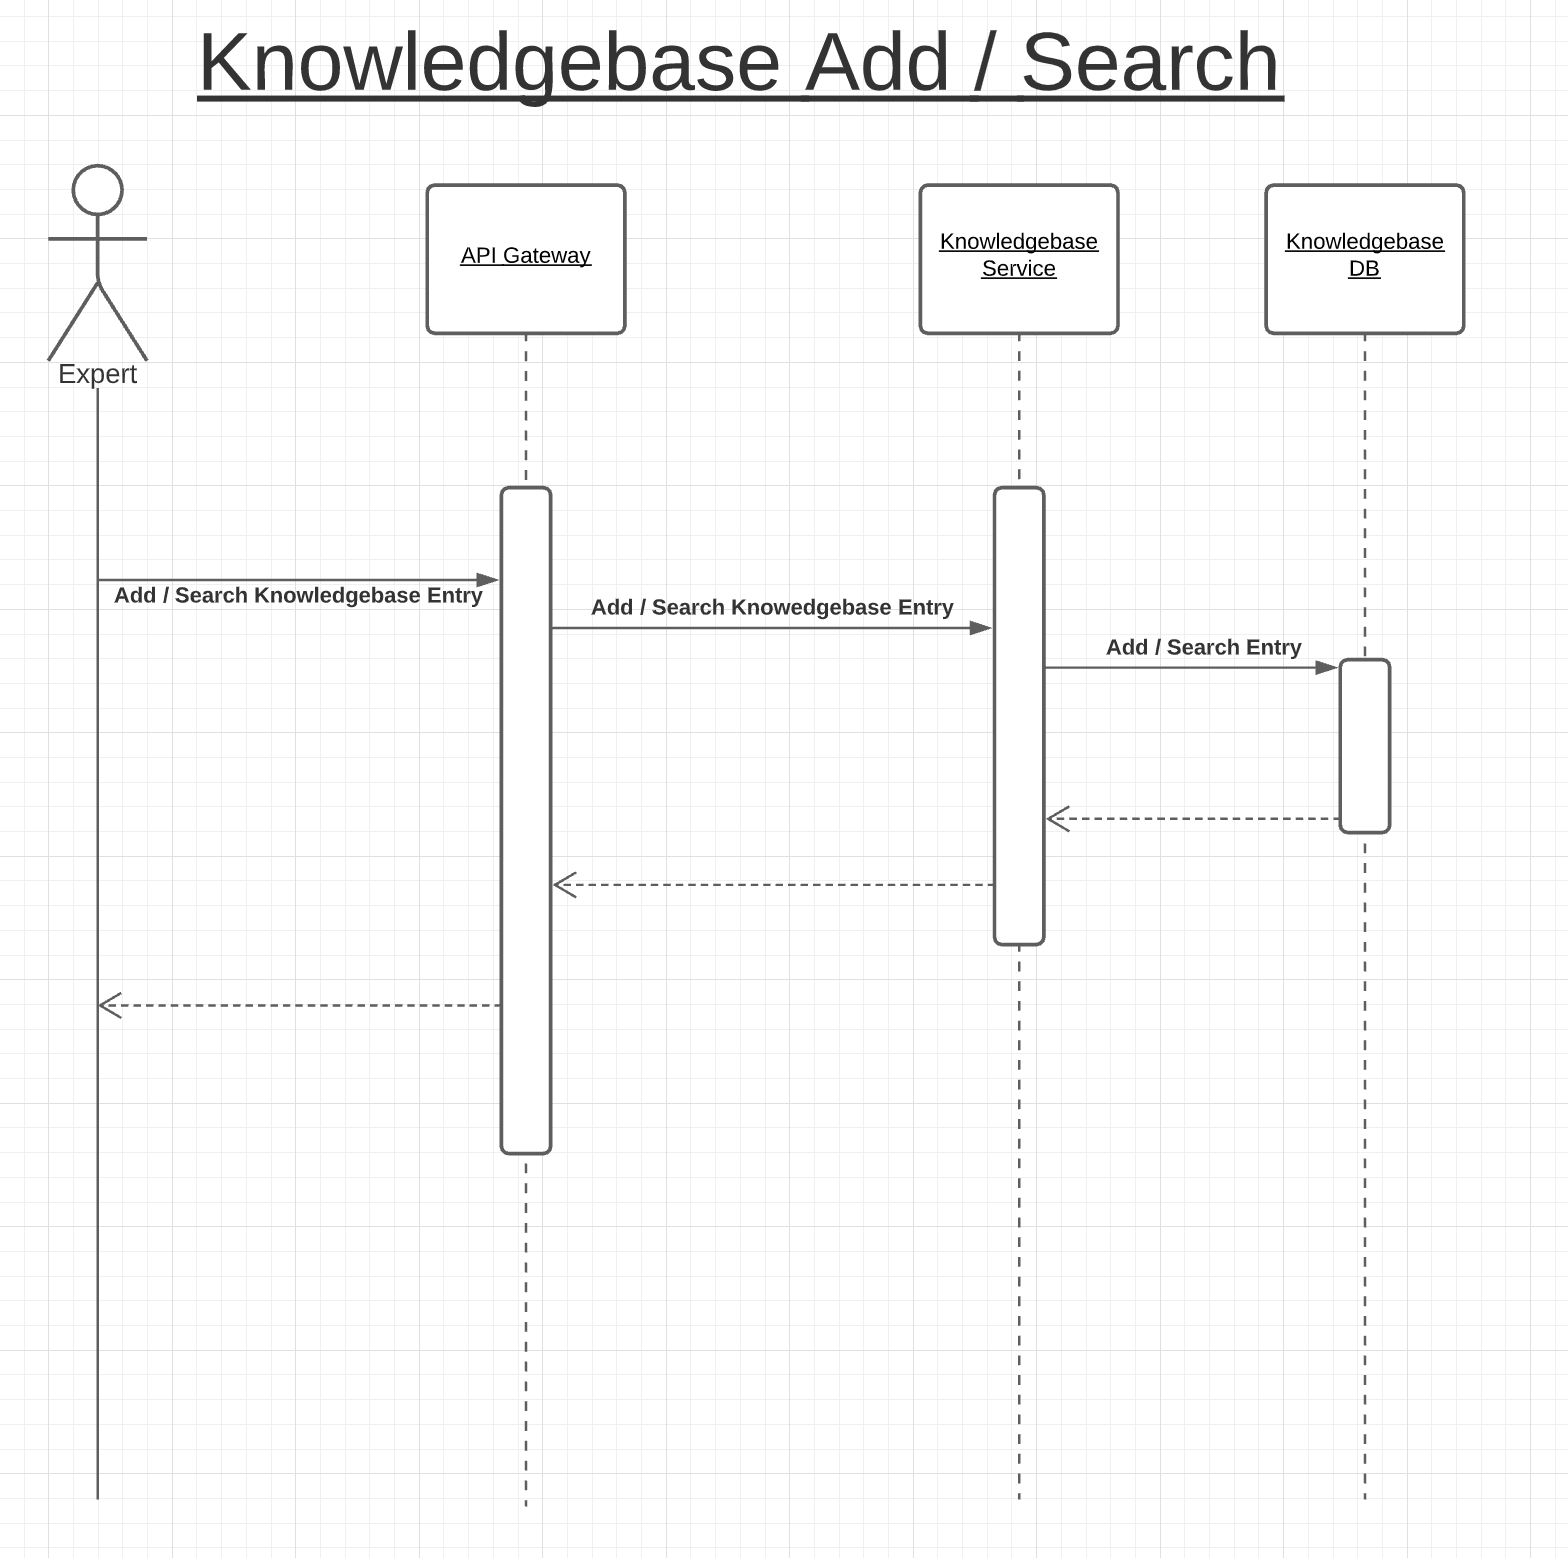 Knowledgebase Add / Search
API Gateway
Knowledgebase
Service
Knowledgebase
DB
Expert
Add / Search Knowledgebase Entry
Add / Search Knowedgebase Entry
Add / Search Entry